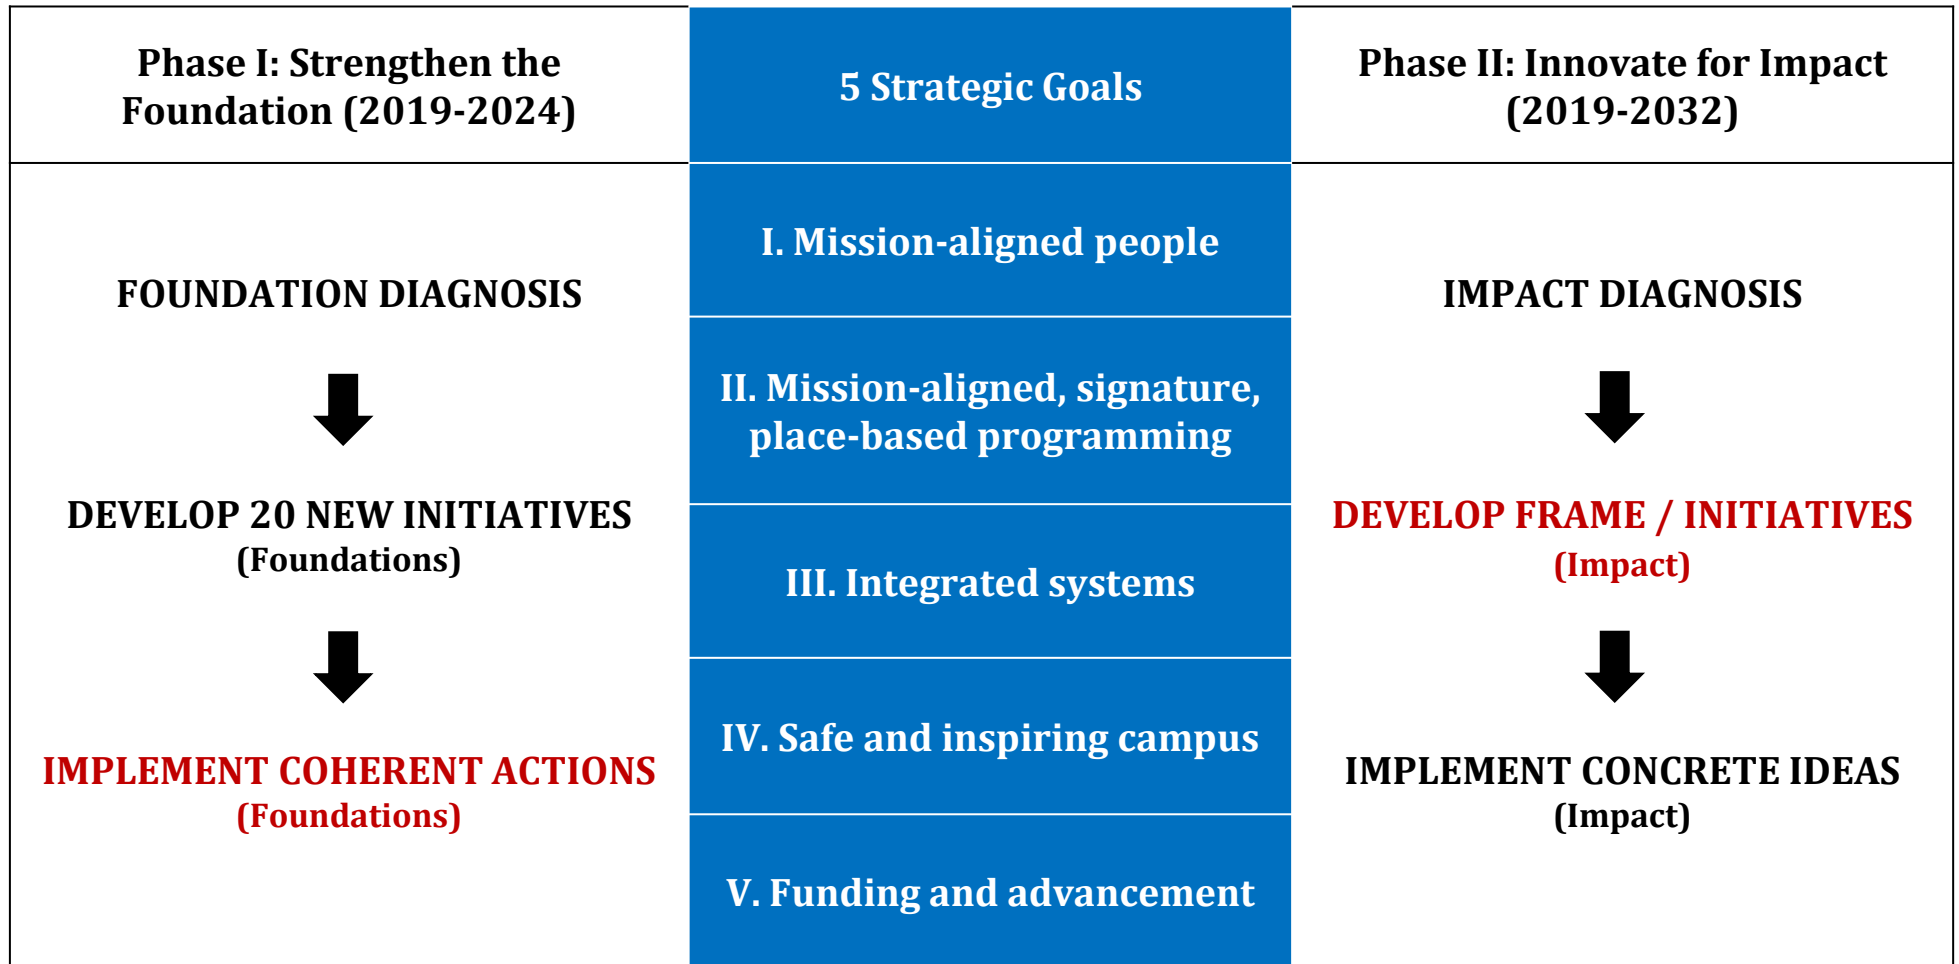 Phase I: Strengthen the
Foundation (2019-2024)
5 Strategic Goals
Phase II: Innovate for Impact
(2019-2032)
FOUNDATION DIAGNOSIS
DEVELOP 20 NEW INITIATIVES
(Foundations)
IMPLEMENT COHERENT ACTIONS
(Foundations)
I. Mission-aligned people
II. Mission-aligned, signature,
place-based programming
III. Integrated systems
IV. Safe and inspiring campus
V. Funding and advancement
IMPACT DIAGNOSIS
DEVELOP FRAME / INITIATIVES
(Impact)
IMPLEMENT CONCRETE IDEAS
(Impact)